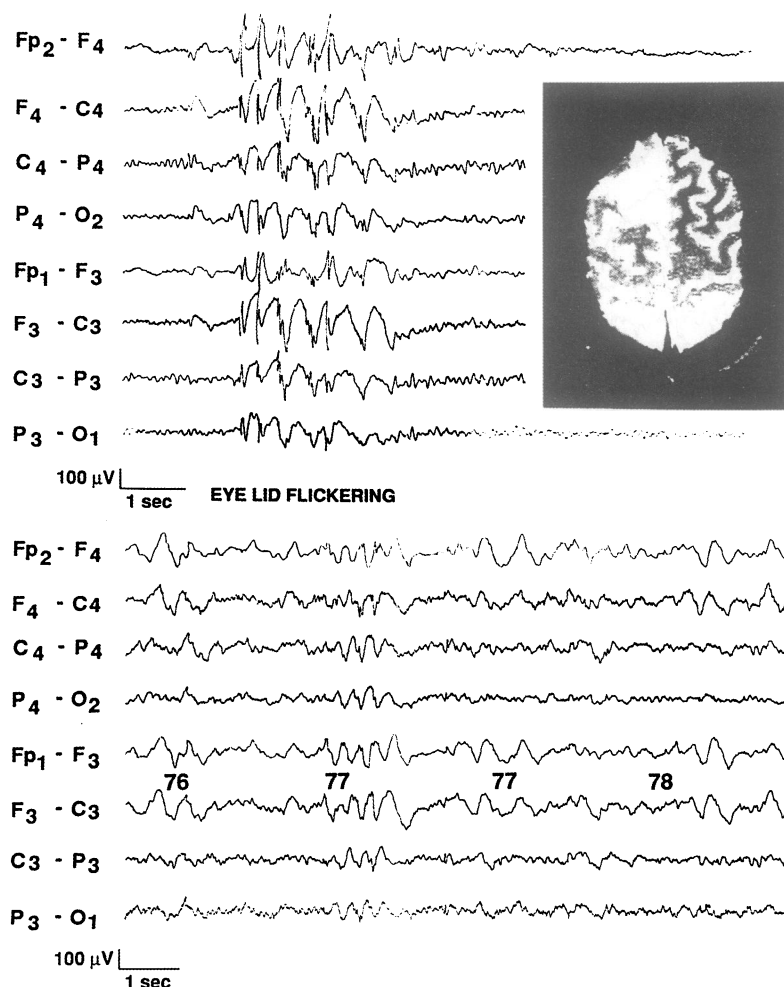 Fp2 - F4
F4 - C4
C4 - P4
P4 - O2
Fp1 - F3
F3 - C3
C3 - P3
P3 - O1
100 µV
1 sec
EYE LID FLICKERING
Fp2 - F4
F4 - C4
C4 - P4
P4 - O2
Fp1 - F3
76 77 77 78
F3 - C3
C3 - P3
P3 - O1
100 µV
1 sec